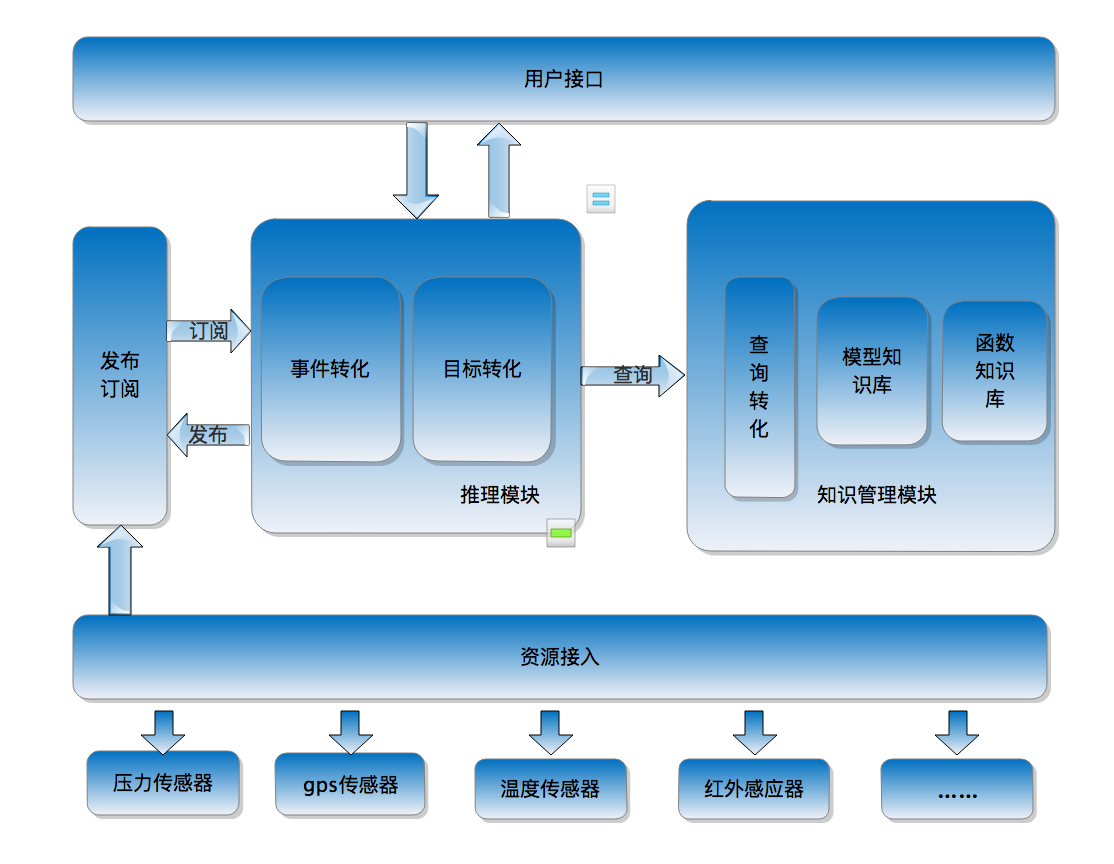 用户接口
发布
订阅
订阅
发布
事件转化
目标转化
推理模块
查询
查
询
转
化
模型知
识库
函数
知识
库
知识管理模块
资源接入
压力传感器
gps传感器
温度传感器
红外感应器
……